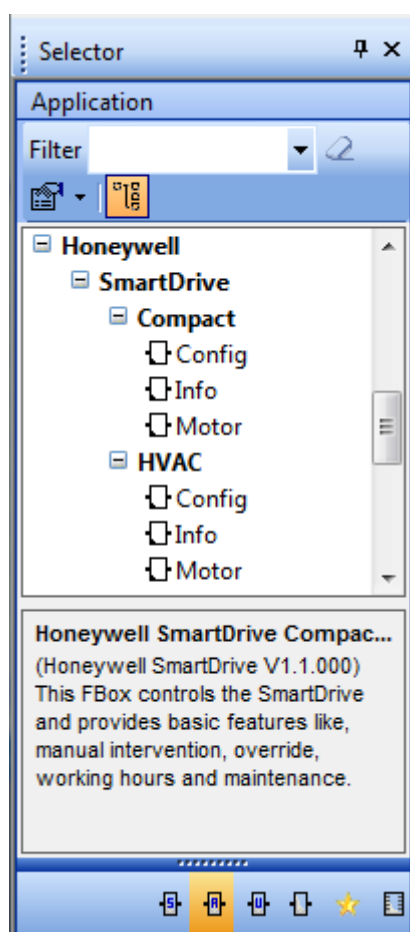 Selector
Application
Filter
Honeywell
SmartDrive
Compact
Config
Info
Motor
HVAC
Config
Info
Motor
Honeywell SmartDrive Compac...
(Honeywell SmartDrive V1.1.000)
This FBox controls the SmartDrive
and provides basic features like,
manual intervention, override,
working hours and maintenance.
S A U